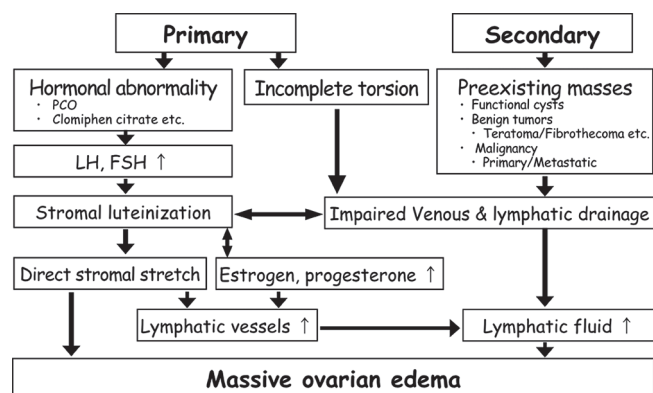 Primary
Secondary
Hormonal abnormality
・ PCO
・ Clomiphen citrate etc.
Incomplete torsion
Preexisting masses
・ Functional cysts
・ Benign tumors
・ Teratoma/Fibrothecoma etc.
・ Malignancy
・ Primary/Metastatic
LH, FSH ↑
Stromal luteinization
Impaired Venous & lymphatic drainage
Direct stromal stretch
Estrogen, progesterone ↑
Lymphatic vessels ↑
Lymphatic fluid ↑
Massive ovarian edema